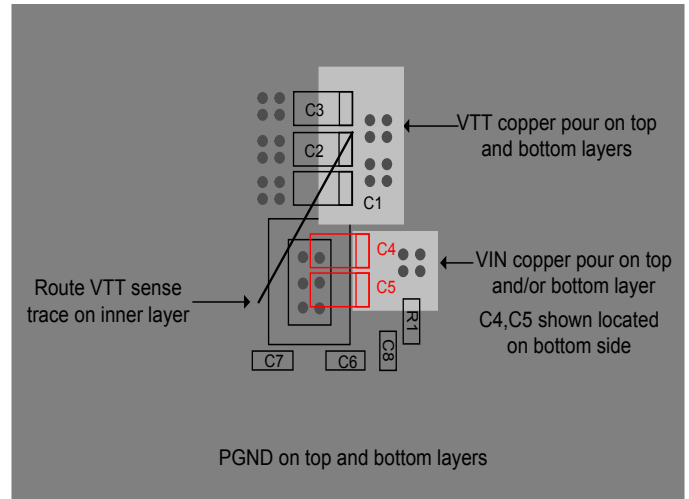 C3
VTT copper pour on top
and bottom layers
C2
C1
C4
VIN copper pour on top
and/or bottom layer
C5
Route VTT sense
trace on inner layer
C4,C5 shown located
on bottom side
R1
C7
C6
C8
PGND on top and bottom layers